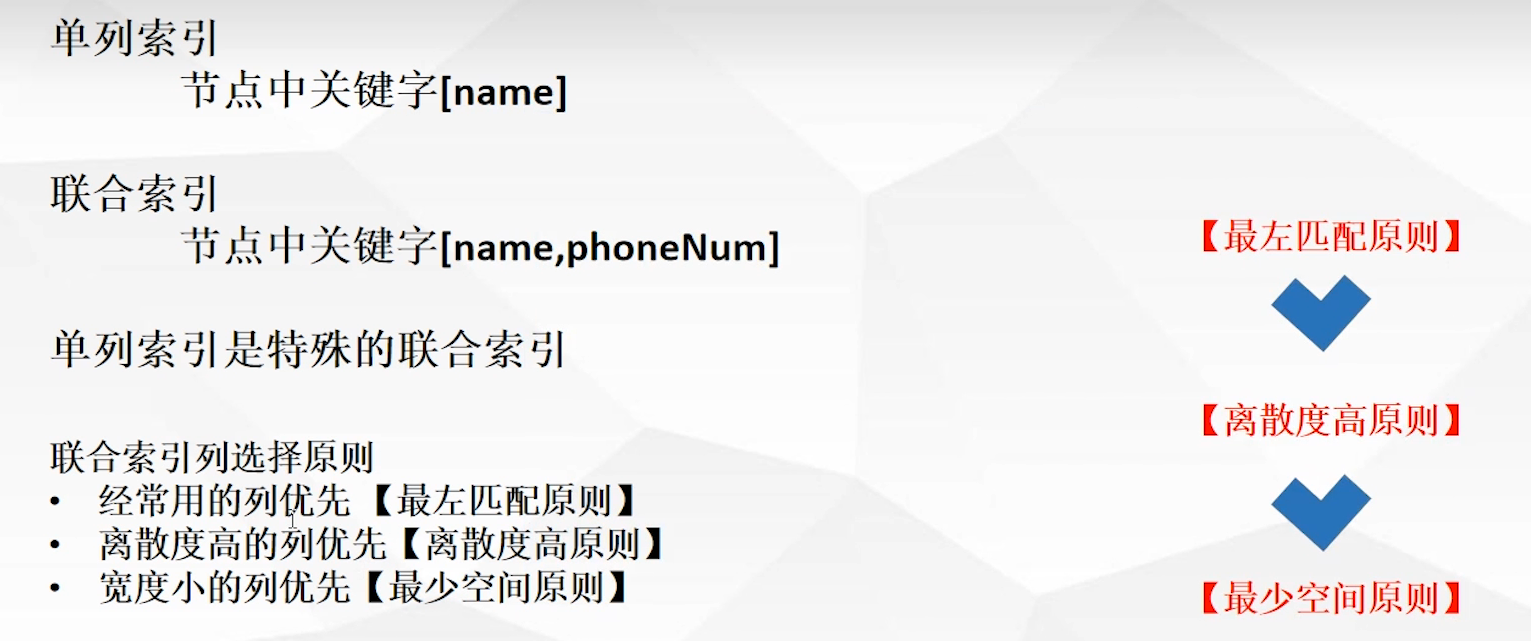 单列索引
节点中关键字[name]
联合索引
节点中关键字[name,phoneNum]
单列索引是特殊的联合索引
联合索引列选择原则
• 经常用的列优先【最左匹配原则】
• 离散度高的列优先【离散度高原则】
• 宽度小的列优先【最少空间原则】
【最左匹配原则】
【离散度高原则】
【最少空间原则】